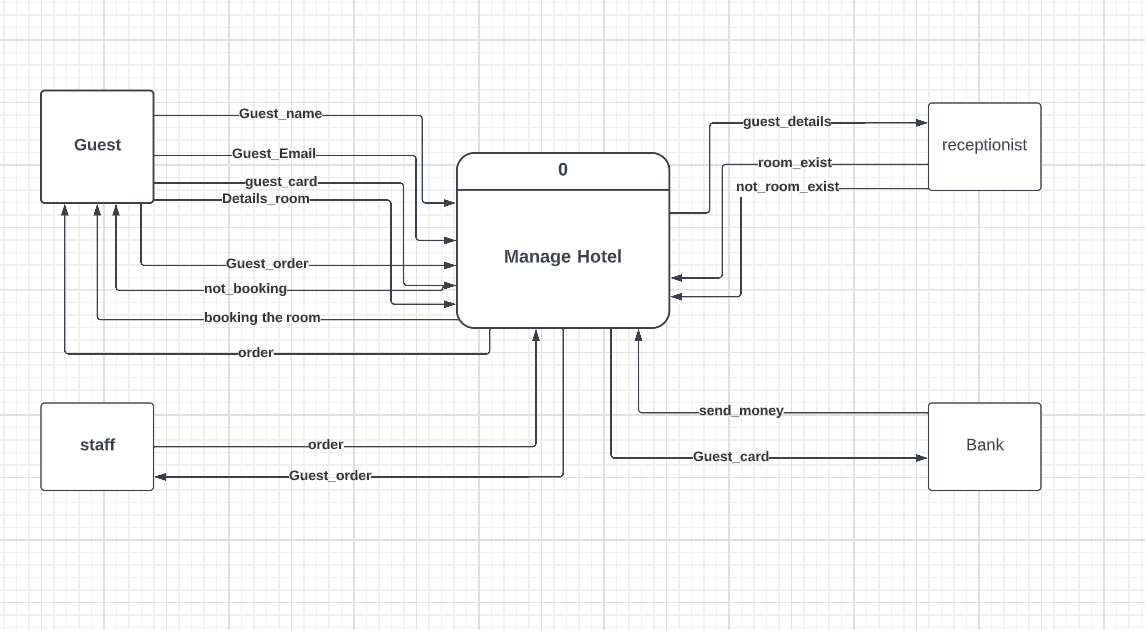 Guest
Guest_name
Guest_Email
guest_card
Details_room
Guest_order
not_booking
booking the room
order
0
Manage Hotel
guest_details
room_exist
not_room_exist
receptionist
staff
order
Guest_order
send_money
Guest_card
Bank